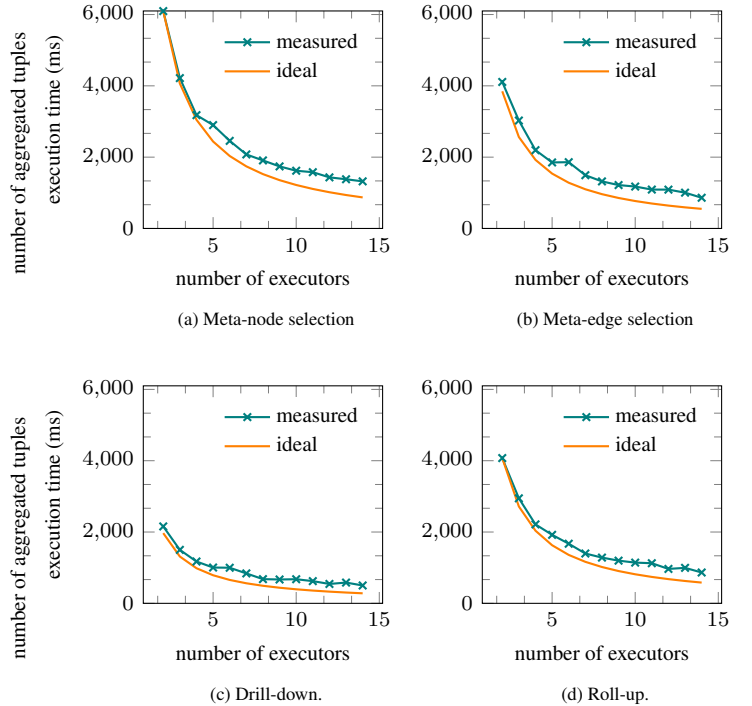 number of aggregated tuples
execution time (ms)
6,000
4,000
2,000
0
measured
ideal
5
10
15
number of executors
(a) Meta-node selection
6,000
4,000
2,000
0
measured
ideal
5
10
15
number of executors
(b) Meta-edge selection
number of aggregated tuples
execution time (ms)
6,000
4,000
2,000
0
measured
ideal
5
10
15
number of executors
(c) Drill-down.
6,000
4,000
2,000
0
measured
ideal
5
10
15
number of executors
(d) Roll-up.